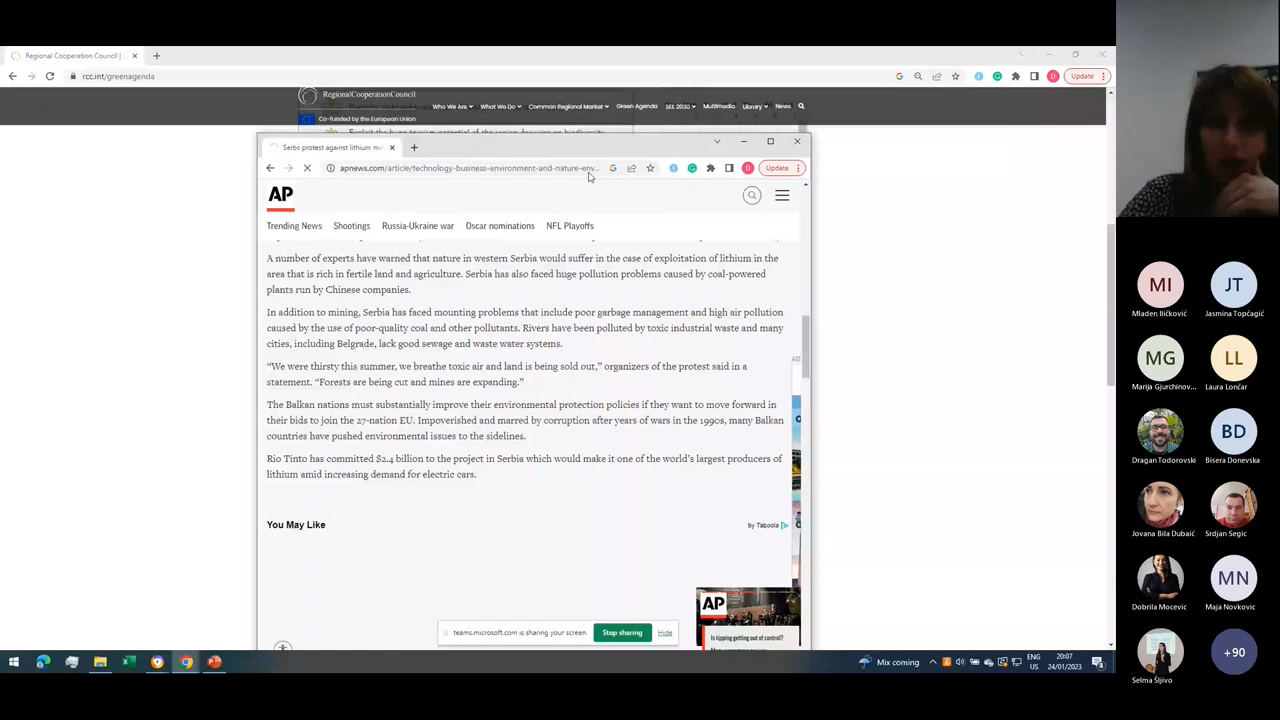 Regional Cooperation Council |
rcc.int/greenagenda
Update
RegionalCooperationCouncil
Co-funded by the European Union
Who We Are
What We Do
Common Regional Market
Green Agenda
SEE 2030
Multimedia
Library
News
Serbs protest against lithium mi
apnews.com/article/technology-business-environment-and-nature-env...
Update
AP
Trending News
Shootings
Russia-Ukraine war
Oscar nominations
NFL Playoffs
A number of experts have warned that nature in western Serbia would suffer in the case of exploitation of lithium in the
area that is rich in fertile land and agriculture. Serbia has also faced huge pollution problems caused by coal-powered
plants run by Chinese companies.
In addition to mining, Serbia has faced mounting problems that include poor garbage management and high air pollution
caused by the use of poor-quality coal and other pollutants. Rivers have been polluted by toxic industrial waste and many
cities, including Belgrade, lack good sewage and waste water systems.
“We were thirsty this summer, we breathe toxic air and land is being sold out,” organizers of the protest said in a
statement. “Forests are being cut and mines are expanding.”
The Balkan nations must substantially improve their environmental protection policies if they want to move forward in
their bids to join the 27-nation EU. Impoverished and marred by corruption after years of wars in the 1990s, many Balkan
countries have pushed environmental issues to the sidelines.
Rio Tinto has committed $2.4 billion to the project in Serbia which would make it one of the world’s largest producers of
lithium amid increasing demand for electric cars.
AD
You May Like
by Taboola
AP
Is tipping getting out of control?
teams.microsoft.com is sharing your screen.
Stop sharing
Hide
Mix coming
ENG
US
20:07
24/01/2023
MI
Mladen Iličković
JT
Jasmina Topčagić
MG
Marija Gjurchinov...
LL
Laura Lončar
Dragan Todorovski
BD
Bisera Donevska
Jovana Bila Dubaić
Srdjan Segic
Dobrila Mocevic
MN
Maja Novkovic
Selma Šljivo
+90